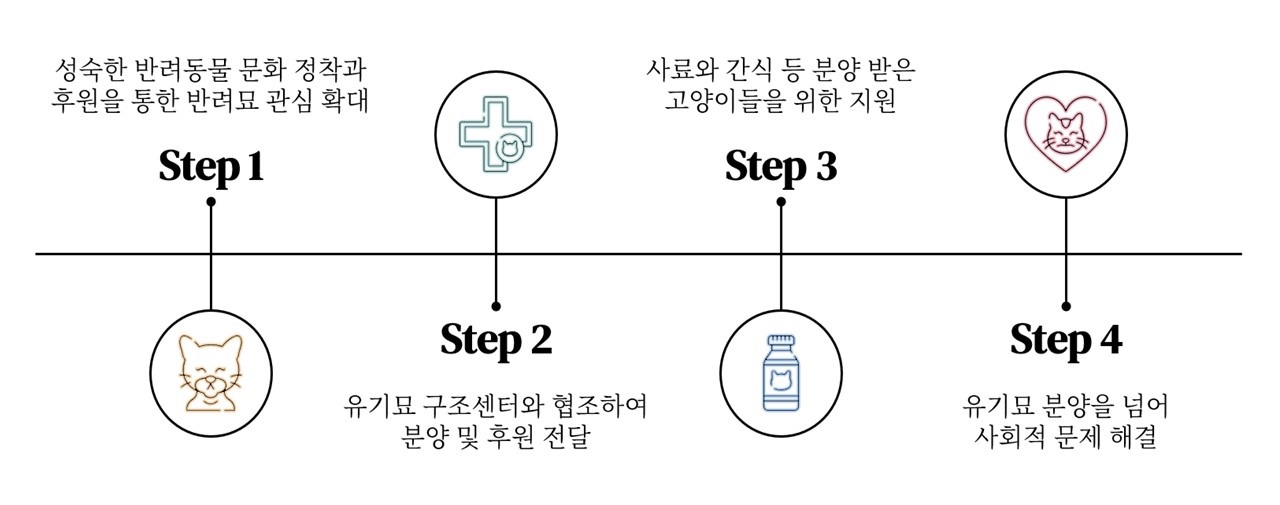 성숙한 반려동물 문화 정착과
후원을 통한 반려묘 관심 확대
Step 1
Step 2
유기묘 구조센터와 협조하여
분양 및 후원 전달
사료와 간식 등 분양 받은
고양이들을 위한 지원
Step 3
Step 4
유기묘 분양을 넘어
사회적 문제 해결